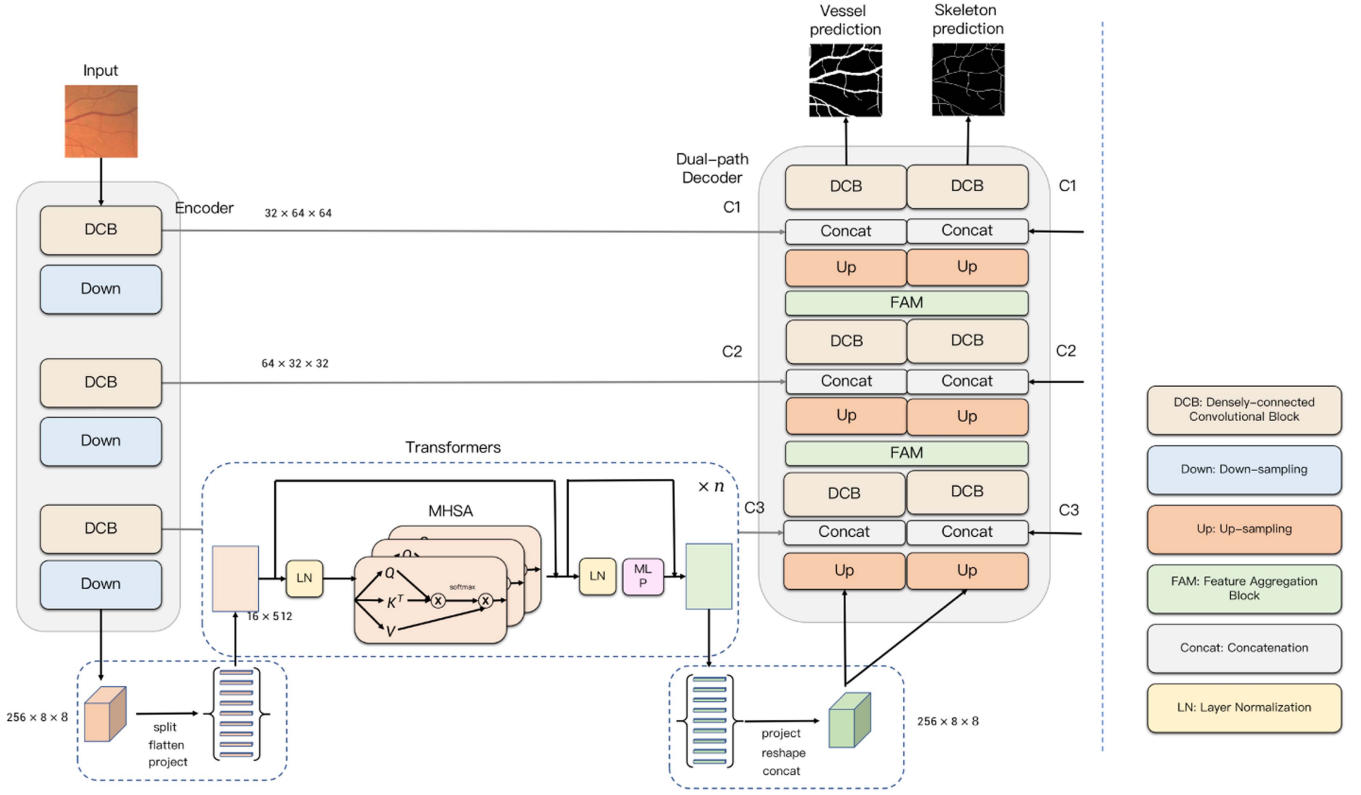 Vessel
prediction
Skeleton
prediction
Input
Dual-path
Decoder
Encoder
32 × 64 × 64
C1
C1
DCB
DCB
DCB
Concat
Concat
Down
Up
Up
FAM
64 × 32 × 32
C2
C2
DCB
DCB
DCB
Concat
Concat
Down
Up
Up
Transformers
FAM
× n
MHSA
C3
C3
DCB
DCB
DCB
Concat
Concat
Down
Up
Up
LN
Q
Q
K^T
V
softmax
X
X
LN
ML
P
16 × 512
256 × 8 × 8
split
flatten
project
project
reshape
concat
256 × 8 × 8
DCB: Densely-connected
Convolutional Block
Down: Down-sampling
Up: Up-sampling
FAM: Feature Aggregation
Block
Concat: Concatenation
LN: Layer Normalization